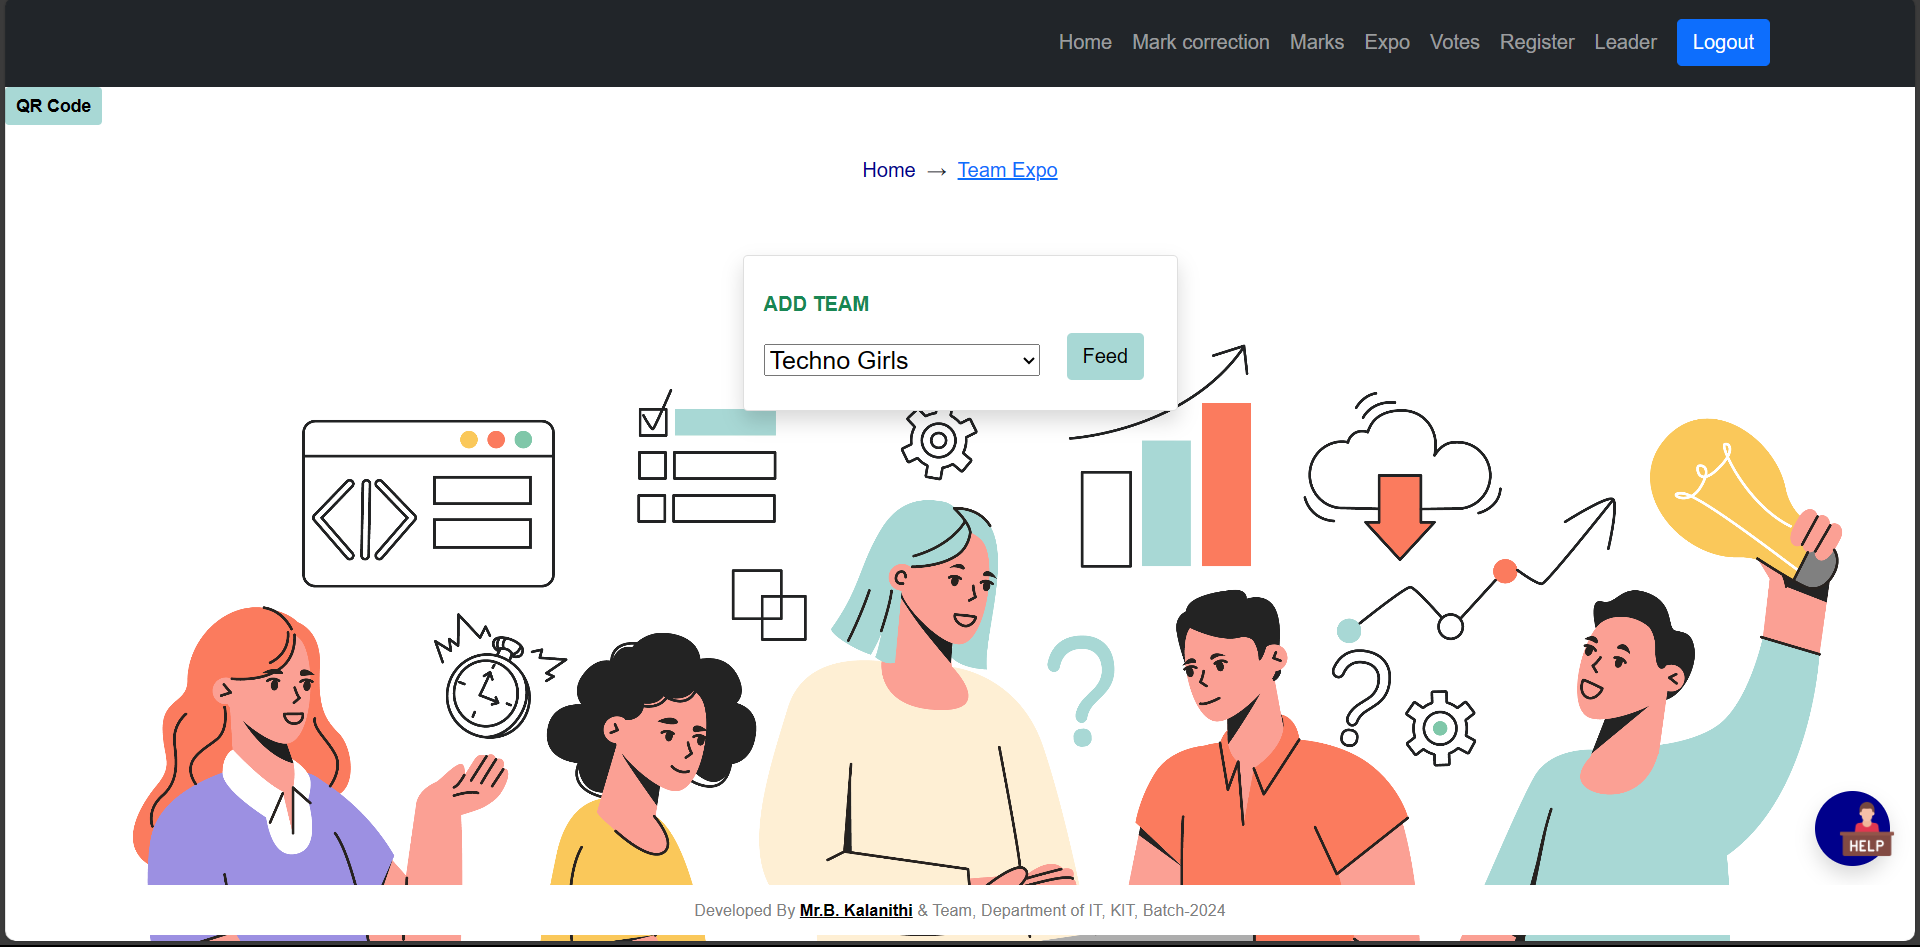 Home Mark correction Marks Expo Votes Register Leader Logout
QR Code
Home → Team Expo
ADD TEAM
Techno Girls Feed
HELP
Developed By Mr.B. Kalanithi & Team, Department of IT, KIT, Batch-2024